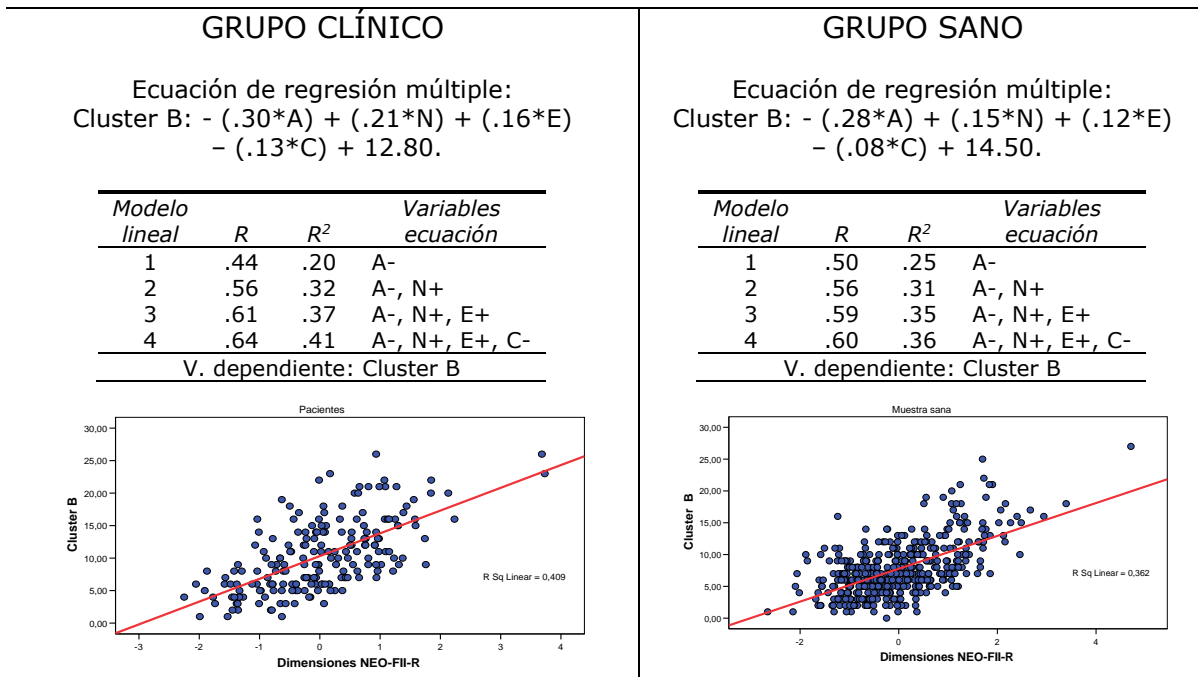 GRUPO CLÍNICO
Ecuación de regresión múltiple:
Cluster B: - (.30*A) + (.21*N) + (.16*E)
– (.13*C) + 12.80.
Modelo lineal R R² Variables ecuación
1 .44 .20 A-
2 .56 .32 A-, N+
3 .61 .37 A-, N+, E+
4 .64 .41 A-, N+, E+, C-
V. dependiente: Cluster B
Pacientes
30,00
25,00
20,00
15,00
10,00
5,00
0,00
Cluster B
R Sq Linear = 0,409
-3 -2 -1 0 1 2 3 4
Dimensiones NEO-FII-R
GRUPO SANO
Ecuación de regresión múltiple:
Cluster B: - (.28*A) + (.15*N) + (.12*E)
– (.08*C) + 14.50.
Modelo lineal R R² Variables ecuación
1 .50 .25 A-
2 .56 .31 A-, N+
3 .59 .35 A-, N+, E+
4 .60 .36 A-, N+, E+, C-
V. dependiente: Cluster B
Muestra sana
30,00
25,00
20,00
15,00
10,00
5,00
0,00
Cluster B
R Sq Linear = 0,362
-2 0 2 4
Dimensiones NEO-FII-R